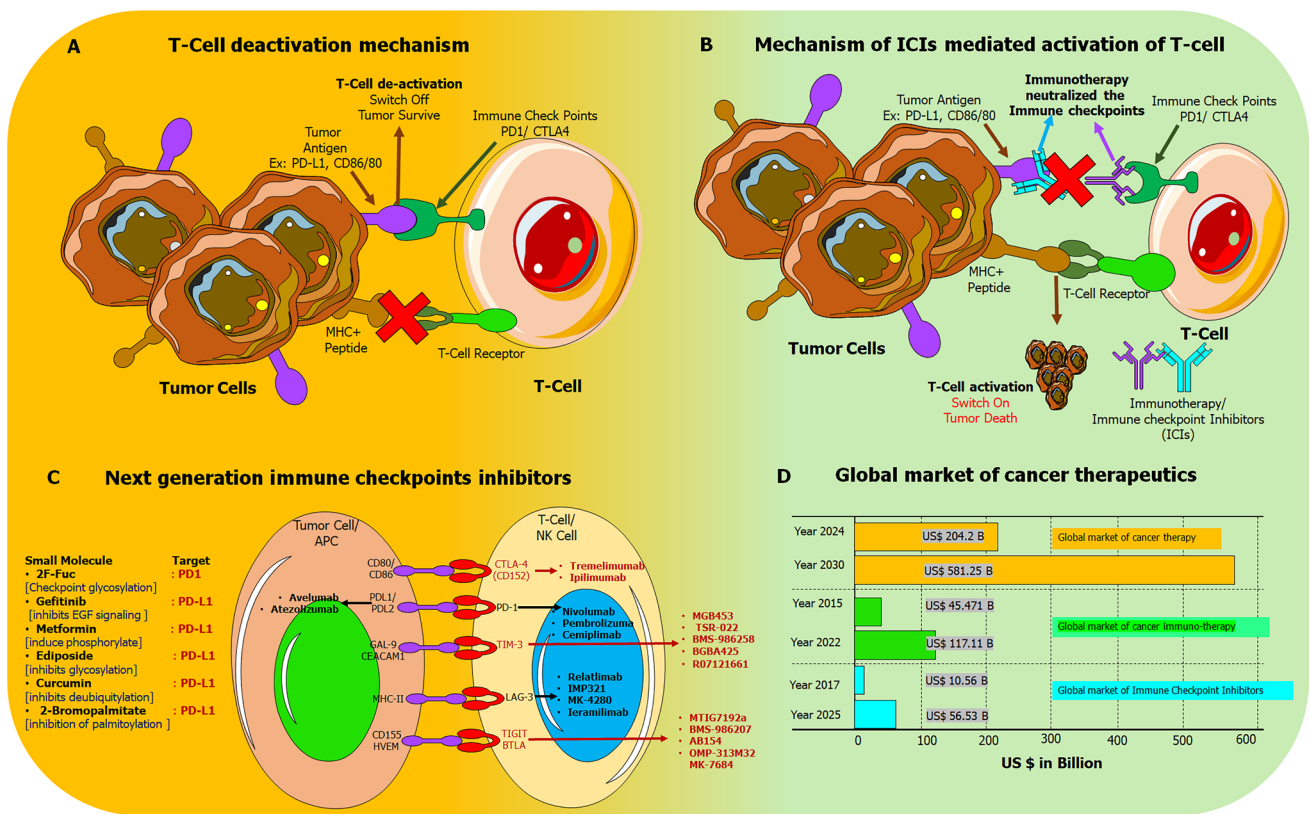 A
T-Cell deactivation mechanism
T-Cell de-activation
Switch Off
Tumor Survive
Tumor
Antigen
Ex: PD-L1, CD86/80
Immune Check Points
PD1/ CTLA4
MHC+
Peptide
T-Cell Receptor
Tumor Cells
T-Cell
B
Mechanism of ICIs mediated activation of T-cell
Tumor Antigen
Ex: PD-L1, CD86/80
Immunotherapy
neutralized the
Immune checkpoints
Immune Check Points
PD1/ CTLA4
MHC+
Peptide
T-Cell Receptor
Tumor Cells
T-Cell
T-Cell activation
Switch On
Tumor Death
Immunotherapy/
Immune checkpoint Inhibitors
(ICIs)
C
Next generation immune checkpoints inhibitors
Small Molecule Target
• 2F-Fuc : PD1
[Checkpoint glycosylation]
• Gefitinib : PD-L1
[inhibits EGF signaling ]
• Metformin : PD-L1
[induce phosphorylate]
• Ediposide : PD-L1
[inhibits glycosylation]
• Curcumin : PD-L1
[inhibits deubiquitylation]
• 2-Bromopalmitate : PD-L1
[inhibition of palmitoylation ]
Tumor Cell/
APC
T-Cell/
NK Cell
• Avelumab
• Atezolizumab
CD80/
CD86
CTLA-4
(CD152)
• Tremelimumab
• Ipilimumab
PDL1/
PDL2
PD-1
• Nivolumab
• Pembrolizuma
• Cemiplimab
GAL-9
CEACAM1
TIM-3
• MGB453
• TSR-022
• BMS-986258
• BGBA425
• R07121661
MHC-II
LAG-3
• Relatlimab
• IMP321
• MK-4280
• Ieramilimab
CD155
HVEM
TIGIT
BTLA
• MTIG7192a
• BMS-986207
• AB154
• OMP-313M32
MK-7684
D
Global market of cancer therapeutics
Year 2024
US$ 204.2 B
Global market of cancer therapy
Year 2030
US$ 581.25 B
Year 2015
US$ 45.471 B
Global market of cancer immuno-therapy
Year 2022
US$ 117.11 B
Year 2017
US$ 10.56 B
Global market of Immune Checkpoint Inhibitors
Year 2025
US$ 56.53 B
0 100 200 300 400 500 600
US $ in Billion